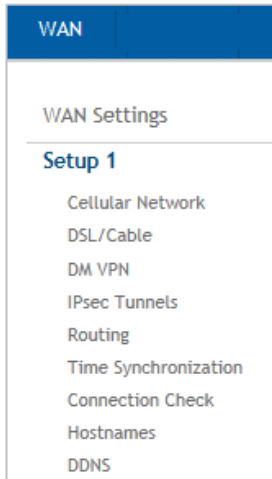 WAN
WAN Settings
Setup 1
Cellular Network
DSL/Cable
DM VPN
IPsec Tunnels
Routing
Time Synchronization
Connection Check
Hostnames
DDNS